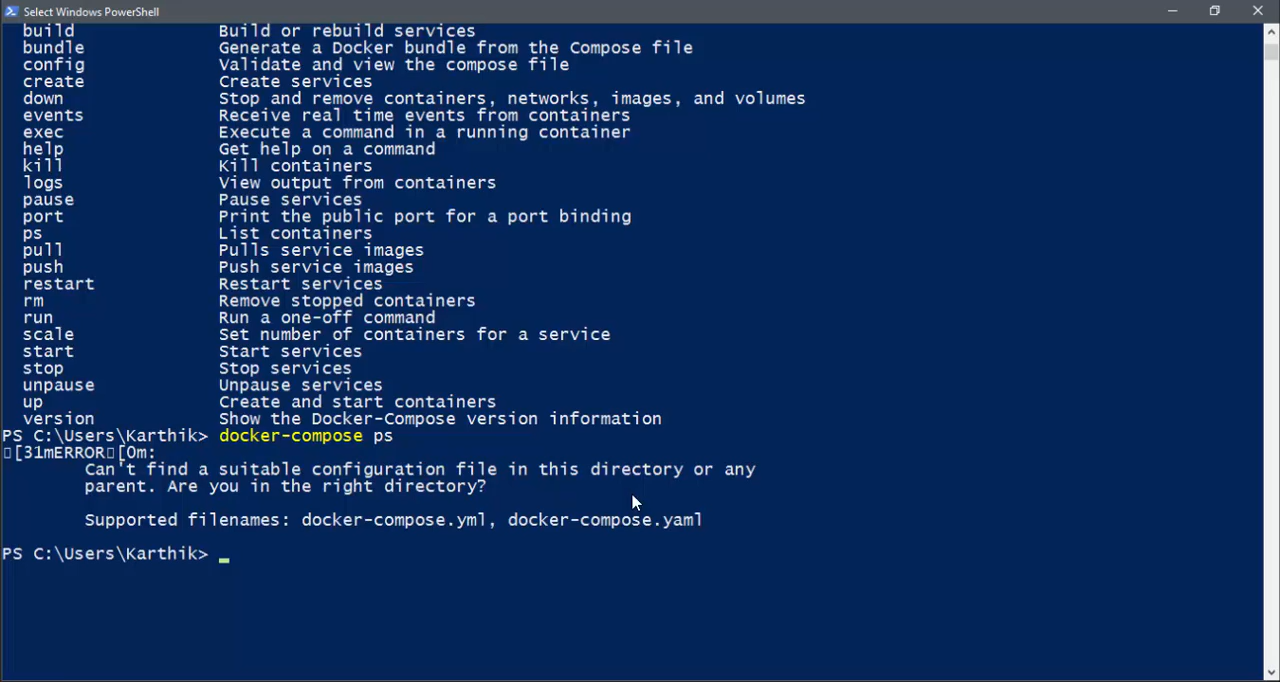 Select Windows PowerShell
build Build or rebuild services
bundle Generate a Docker bundle from the Compose file
config Validate and view the compose file
create Create services
down Stop and remove containers, networks, images, and volumes
events Receive real time events from containers
exec Execute a command in a running container
help Get help on a command
kill Kill containers
logs View output from containers
pause Pause services
port Print the public port for a port binding
ps List containers
pull Pulls service images
push Push service images
restart Restart services
rm Remove stopped containers
run Run a one-off command
scale Set number of containers for a service
start Start services
stop Stop services
unpause Unpause services
up Create and start containers
version Show the Docker-Compose version information
PS C:\Users\Karthik> docker-compose ps
▯[31mERROR▯[0m:
Can't find a suitable configuration file in this directory or any
parent. Are you in the right directory?
Supported filenames: docker-compose.yml, docker-compose.yaml
PS C:\Users\Karthik>